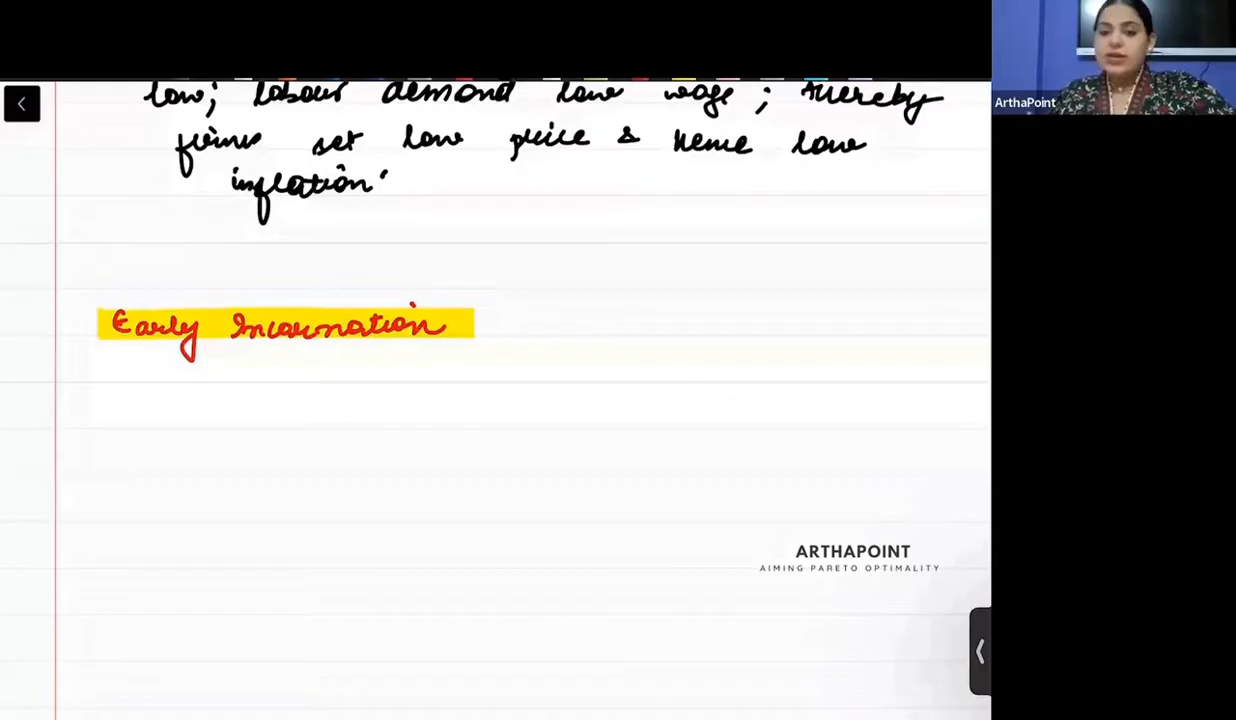 low; labour demand low wage; thereby
firms set low price & hence low
inflation.
Early Incarnation
ARTHAPOINT
AIMING PARETO OPTIMALITY
ArthaPoint